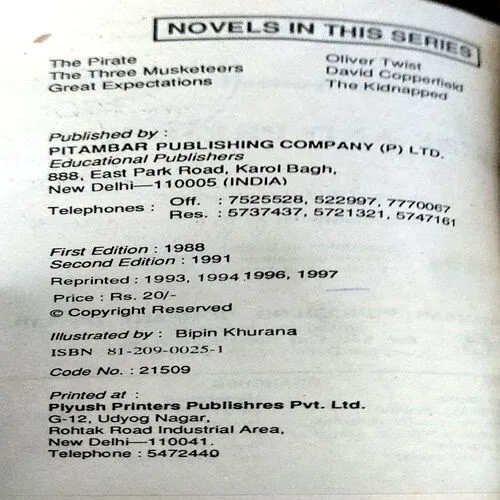 NOVELS IN THIS SERIES
The Pirate Oliver Twist
The Three Musketeers David Copperfield
Great Expectations The Kidnapped
Published by :
PITAMBAR PUBLISHING COMPANY (P) LTD.
Educational Publishers
888, East Park Road, Karol Bagh,
New Delhi—110005 (INDIA)
Telephones : Off. : 7525528, 522997, 7770067
Res. : 5737437, 5721321, 5747161
First Edition : 1988
Second Edition : 1991
Reprinted : 1993, 1994 1996, 1997
Price : Rs. 20/-
© Copyright Reserved
Illustrated by : Bipin Khurana
ISBN 81-209-0025-1
Code No. : 21509
Printed at :
Piyush Printers Publishres Pvt. Ltd.
G-12, Udyog Nagar,
Rohtak Road Industrial Area,
New Delhi—110041.
Telephone : 5472440